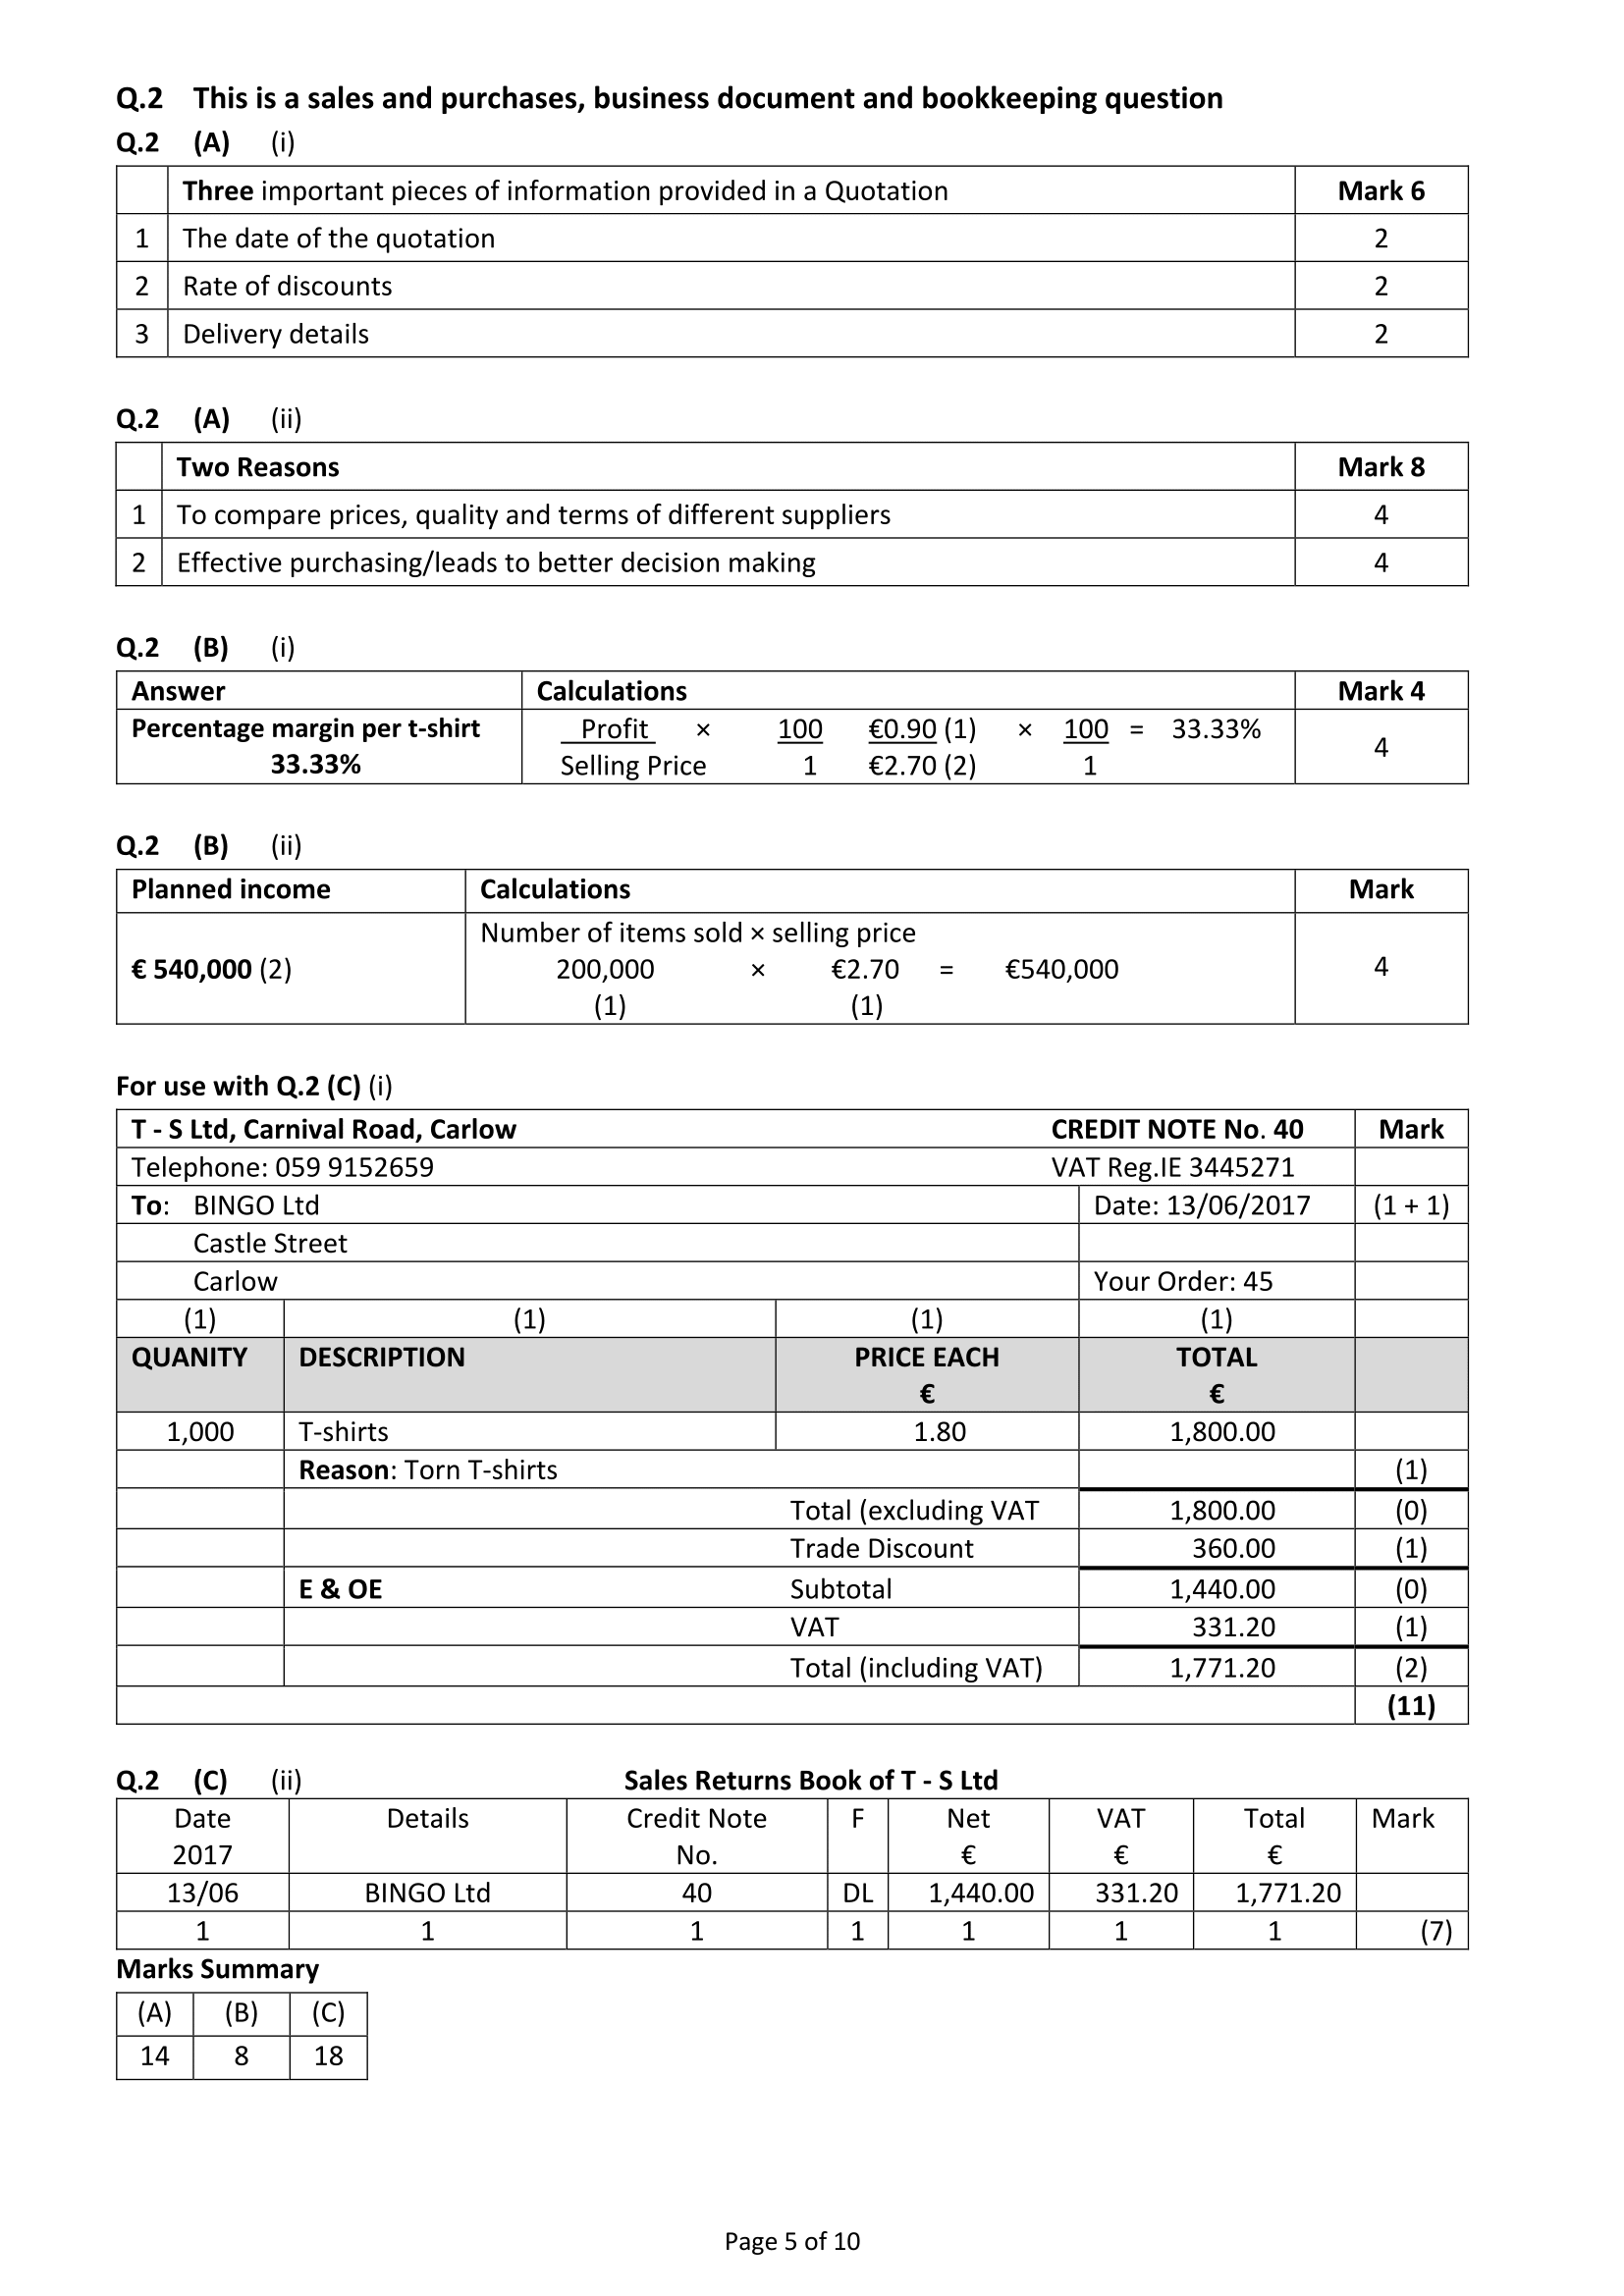 Q.2 This is a sales and purchases, business document and bookkeeping question
Q.2 (A) (i)
Three important pieces of information provided in a Quotation Mark 6
1 The date of the quotation 2
2 Rate of discounts 2
3 Delivery details 2
Q.2 (A) (ii)
Two Reasons Mark 8
1 To compare prices, quality and terms of different suppliers 4
2 Effective purchasing/leads to better decision making 4
Q.2 (B) (i)
Answer Calculations Mark 4
Percentage margin per t-shirt Profit × 100 €0.90 (1) × 100 = 33.33%
33.33% Selling Price 1 €2.70 (2) 1 4
Q.2 (B) (ii)
Planned income Calculations Mark
Number of items sold × selling price
€ 540,000 (2) 200,000 × €2.70 = €540,000 4
(1) (1)
For use with Q.2 (C) (i)
T - S Ltd, Carnival Road, Carlow CREDIT NOTE No. 40 Mark
Telephone: 059 9152659 VAT Reg.IE 3445271
To: BINGO Ltd Date: 13/06/2017 (1 + 1)
Castle Street
Carlow Your Order: 45
(1) (1) (1) (1)
QUANITY DESCRIPTION PRICE EACH TOTAL
€ €
1,000 T-shirts 1.80 1,800.00
Reason: Torn T-shirts (1)
Total (excluding VAT 1,800.00 (0)
Trade Discount 360.00 (1)
E & OE Subtotal 1,440.00 (0)
VAT 331.20 (1)
Total (including VAT) 1,771.20 (2)
(11)
Q.2 (C) (ii) Sales Returns Book of T - S Ltd
Date Details Credit Note F Net VAT Total Mark
2017 No. € € €
13/06 BINGO Ltd 40 DL 1,440.00 331.20 1,771.20
1 1 1 1 1 1 1 (7)
Marks Summary
(A) (B) (C)
14 8 18
Page 5 of 10